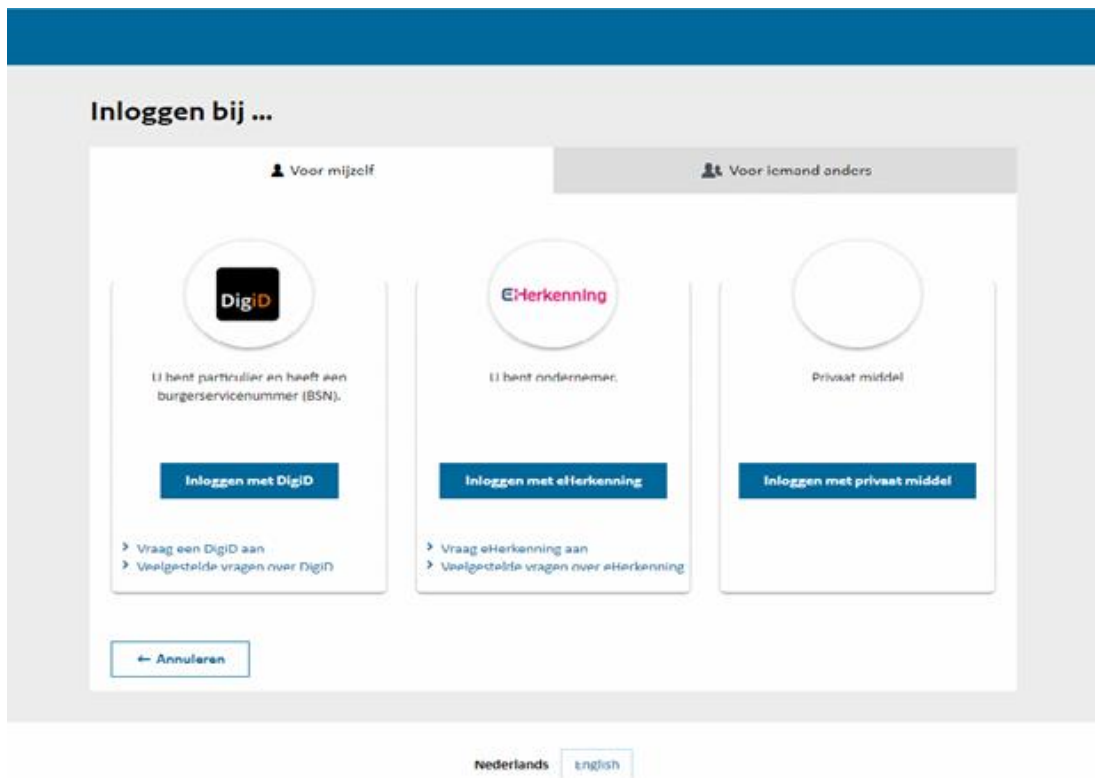 Inloggen bij ...
Voor mijzelf
Voor iemand anders
DigiD
eHerkenning
U bent particulier en heeft een
burgerservicenummer (BSN).
U bent ondernemer.
Privaat middel
Inloggen met DigiD
Inloggen met eHerkenning
Inloggen met privaat middel
Vraag een DigiD aan
Veelgestelde vragen over DigiD
Vraag eHerkenning aan
Veelgestelde vragen over eHerkenning
← Annuleren
Nederlands English